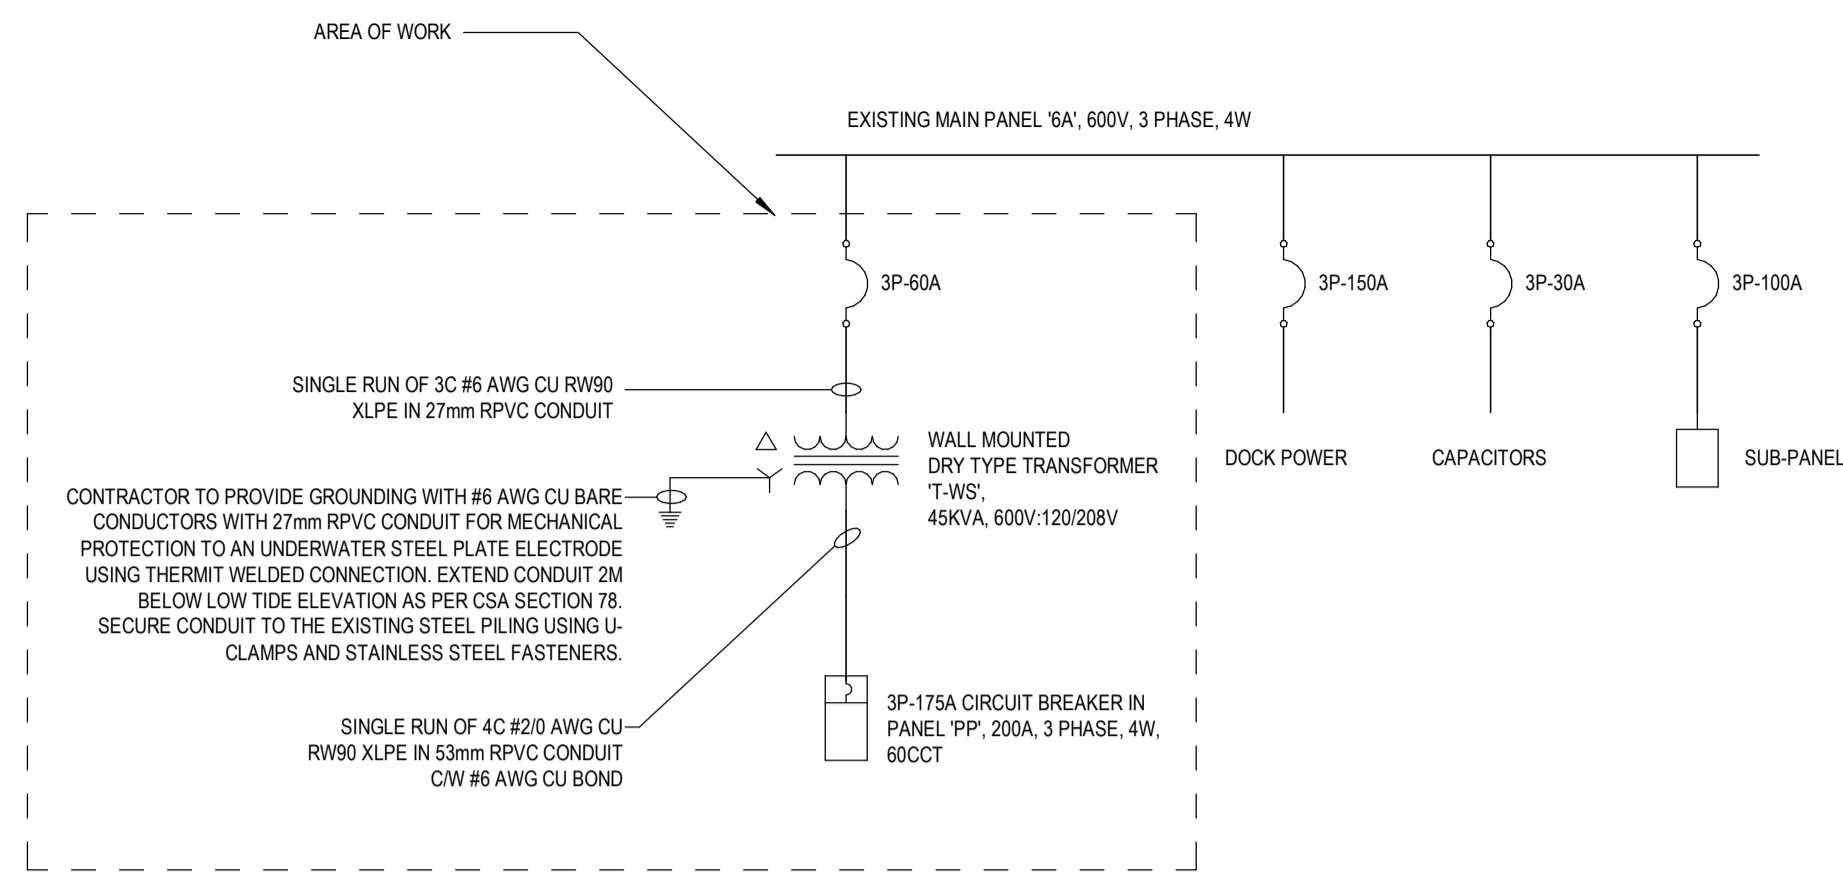 AREA OF WORK
EXISTING MAIN PANEL '6A', 600V, 3 PHASE, 4W
3P-60A
3P-150A
3P-30A
3P-100A
SINGLE RUN OF 3C #6 AWG CU RW90
XLPE IN 27mm RPVC CONDUIT
WALL MOUNTED
DRY TYPE TRANSFORMER
'T-WS',
45KVA, 600V:120/208V
DOCK POWER
CAPACITORS
SUB-PANEL
CONTRACTOR TO PROVIDE GROUNDING WITH #6 AWG CU BARE
CONDUCTORS WITH 27mm RPVC CONDUIT FOR MECHANICAL
PROTECTION TO AN UNDERWATER STEEL PLATE ELECTRODE
USING THERMIT WELDED CONNECTION. EXTEND CONDUIT 2M
BELOW LOW TIDE ELEVATION AS PER CSA SECTION 78.
SECURE CONDUIT TO THE EXISTING STEEL PILING USING U-
CLAMPS AND STAINLESS STEEL FASTENERS.
SINGLE RUN OF 4C #2/0 AWG CU
RW90 XLPE IN 53mm RPVC CONDUIT
C/W #6 AWG CU BOND
3P-175A CIRCUIT BREAKER IN
PANEL 'PP', 200A, 3 PHASE, 4W,
60CCT